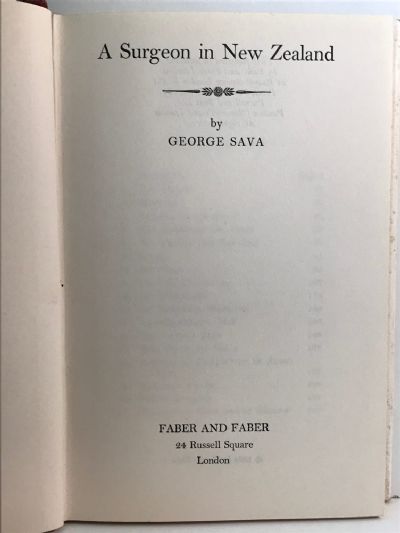 A Surgeon in New Zealand
by
GEORGE SAVA
FABER AND FABER
24 Russell Square
London